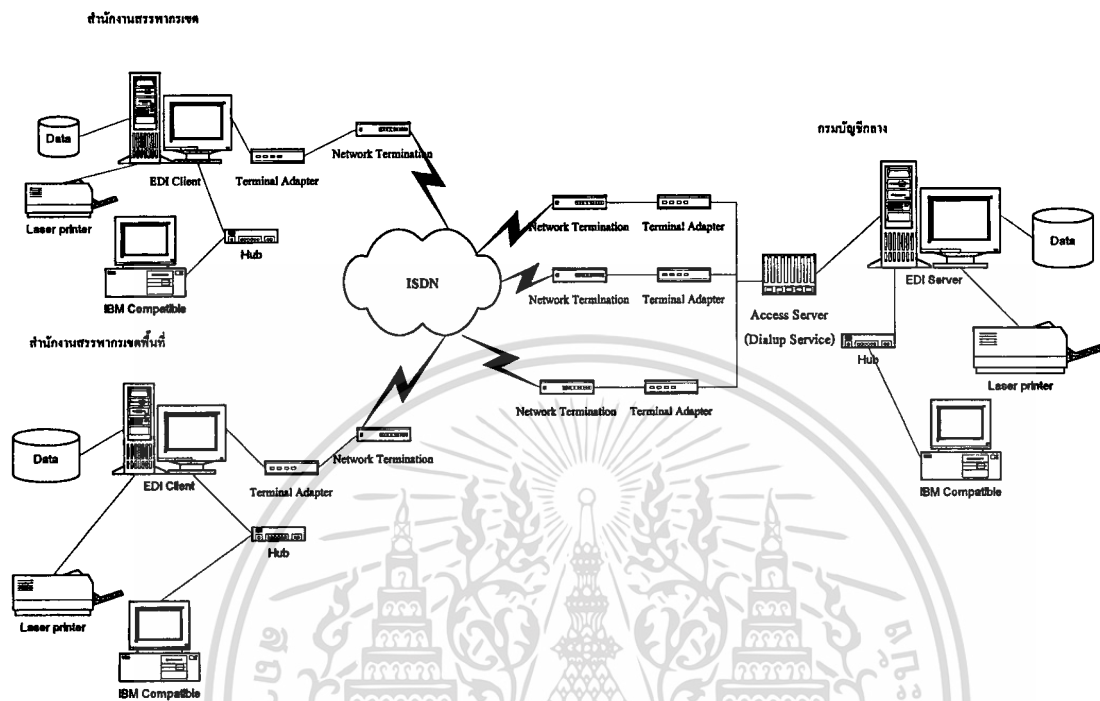 สำนักงานสรรพากรเขต
Data
EDI Client
Terminal Adapter
Network Termination
Laser printer
Hub
IBM Compatible
สำนักงานสรรพากรเขตพื้นที่
Data
EDI Client
Terminal Adapter
Network Termination
Hub
Laser printer
IBM Compatible
ISDN
Network Termination
Terminal Adapter
Network Termination
Terminal Adapter
Network Termination
Terminal Adapter
Access Server
(Dialup Service)
กรมบัญชีกลาง
EDI Server
Data
Hub
Laser printer
IBM Compatible